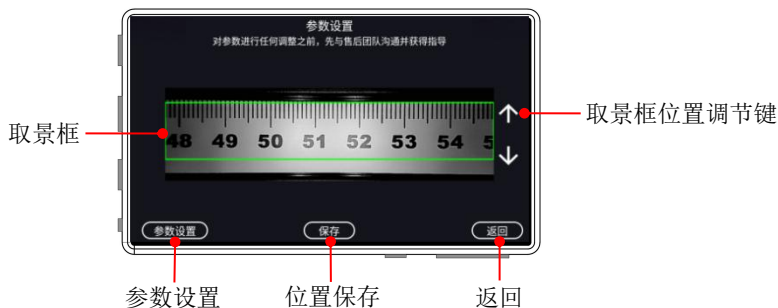 参数设置
对参数进行任何调整之前，先与售后团队沟通并获得指导
取景框位置调节键
取景框
48 49 50 51 52 53 54 5
参数设置 保存 返回
参数设置 位置保存 返回